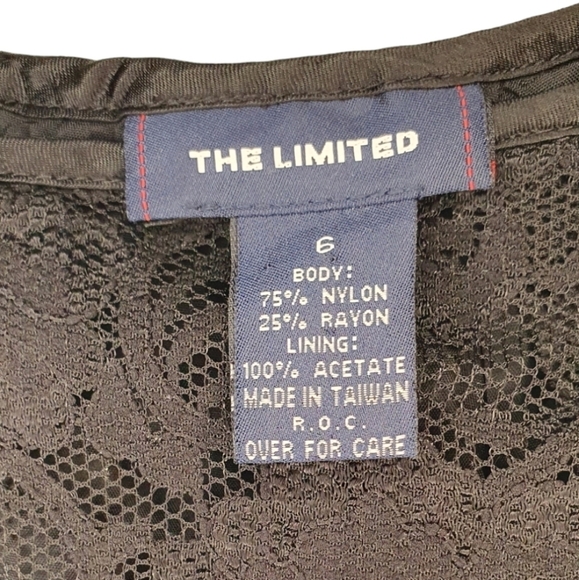 THE LIMITED
6
BODY:
75% NYLON
25% RAYON
LINING:
100% ACETATE
MADE IN TAIWAN
R.O.C.
OVER FOR CARE